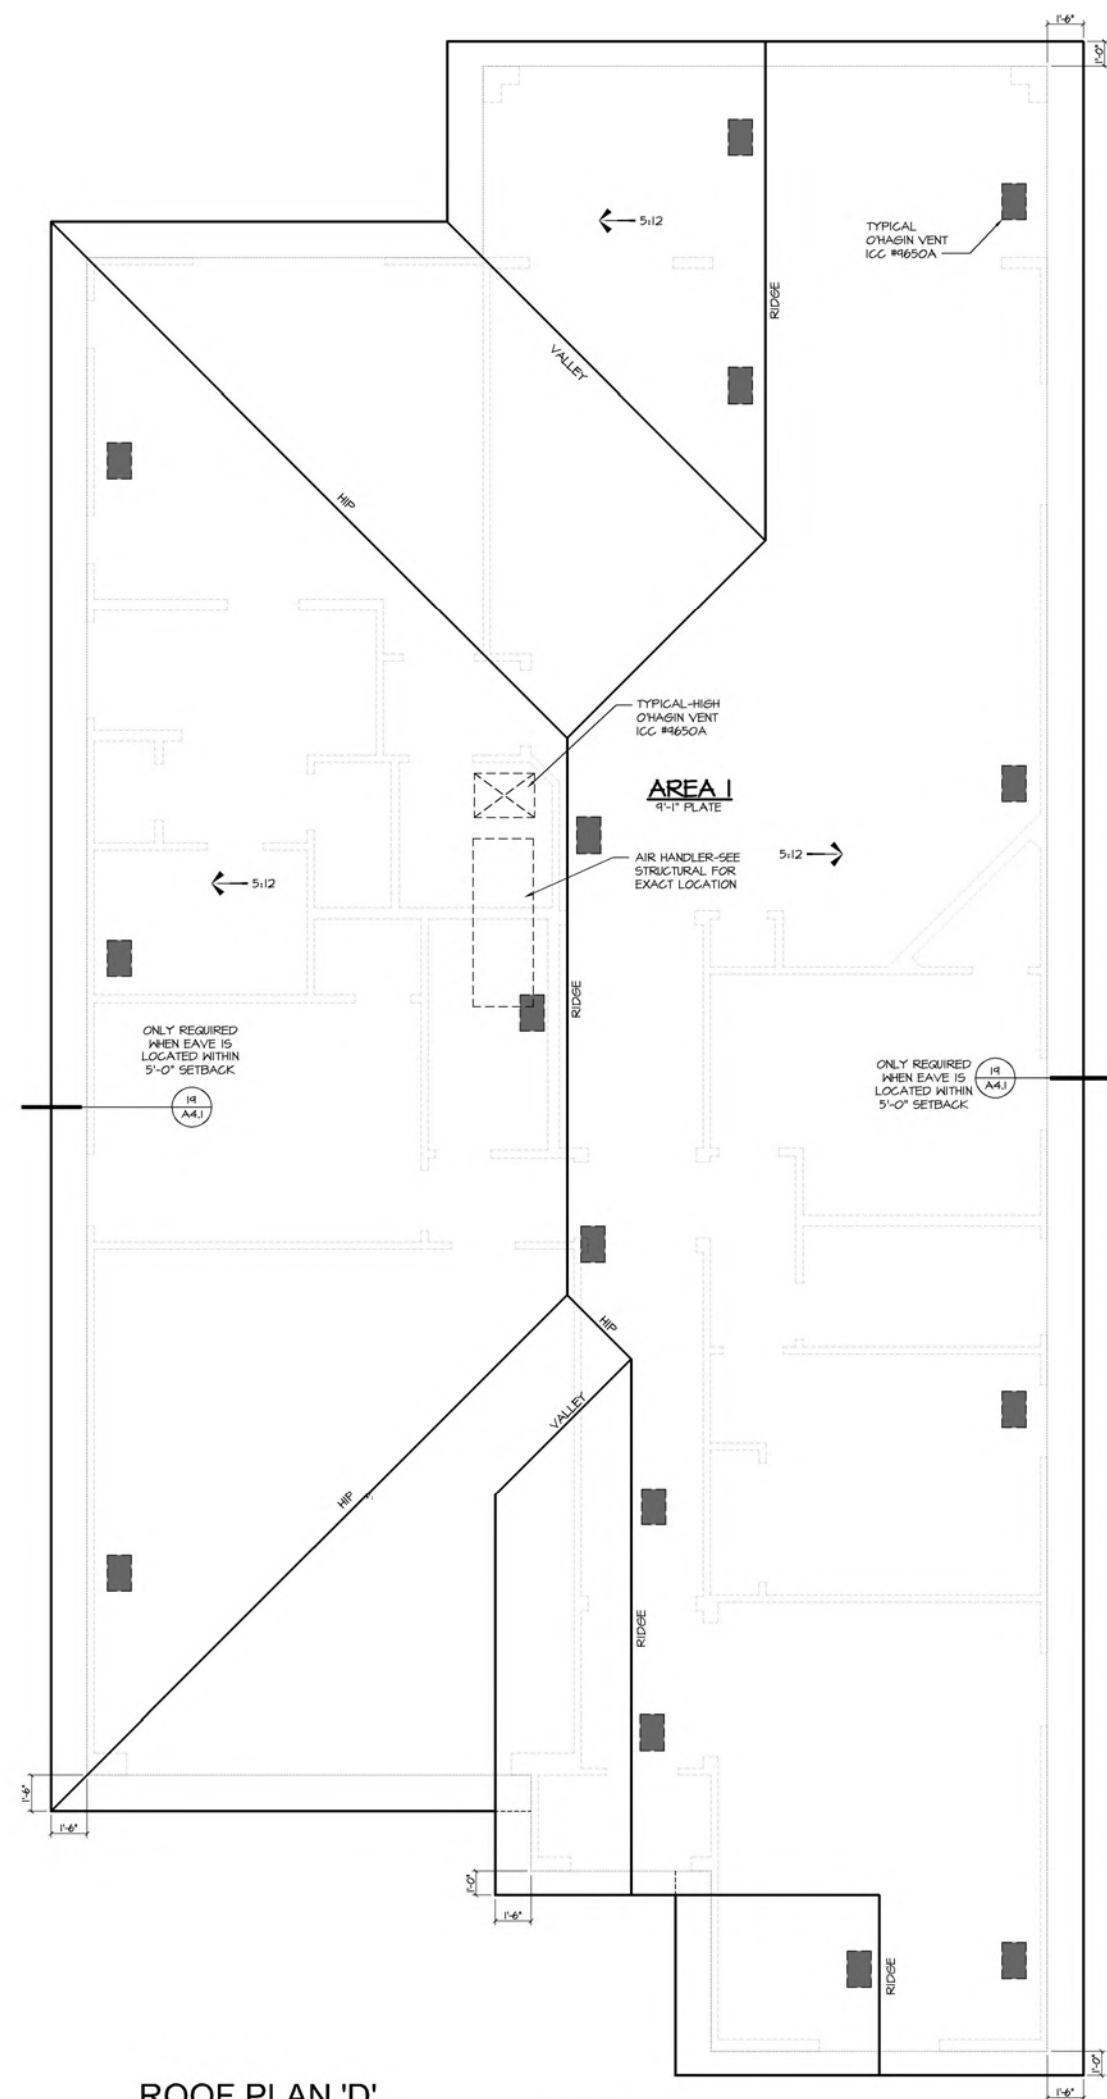 1'-6"
1'-0"
5:12
TYPICAL
O'HAGIN VENT
ICC #9650A
RIDGE
VALLEY
HIP
TYPICAL-HIGH
O'HAGIN VENT
ICC #9650A
AREA 1
9'-1" PLATE
AIR HANDLER-SEE
STRUCTURAL FOR
EXACT LOCATION
5:12
5:12
RIDGE
ONLY REQUIRED
WHEN EAVE IS
LOCATED WITHIN
5'-0" SETBACK
19
A4.1
ONLY REQUIRED
WHEN EAVE IS
LOCATED WITHIN
5'-0" SETBACK
19
A4.1
HIP
VALLEY
HIP
RIDGE
1'-6"
1'-6"
1'-0"
1'-6"
RIDGE
1'-0"
1'-6"
ROOF PLAN 'D'